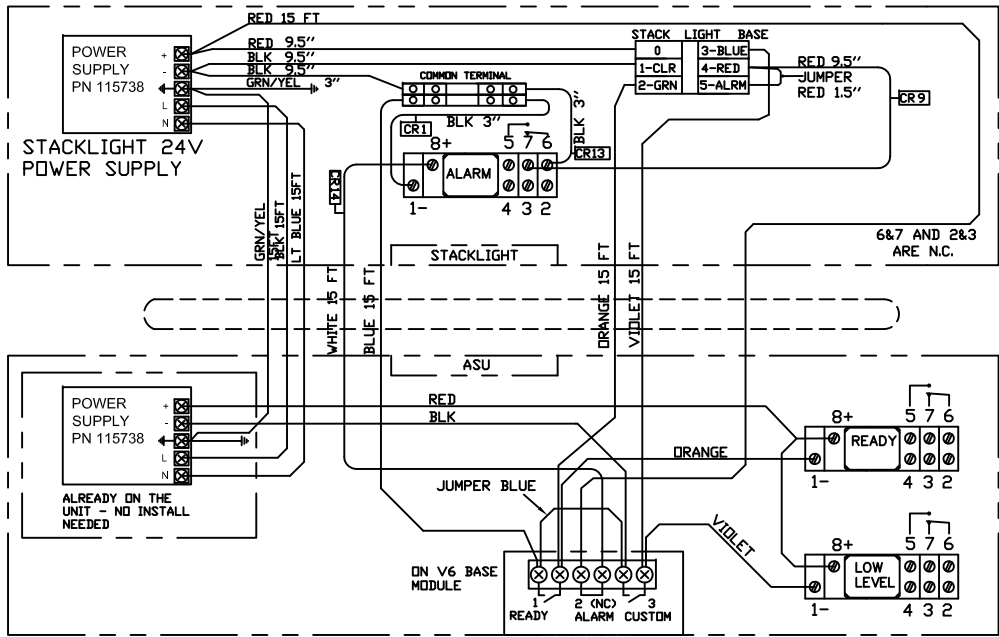 RED 15 FT
POWER
SUPPLY
PN 115738
+
-
L
N
RED 9.5"
BLK 9.5"
BLK 9.5"
GRN/YEL
3"
STACKLIGHT 24V
POWER SUPPLY
COMMON TERMINAL
STACK LIGHT BASE
0
3-BLUE
1-CLR
4-RED
2-GRN
5-ALRM
RED 9.5"
JUMPER
RED 1.5"
CR9
CR1
BLK 3"
BLK 3"
CR13
8+
5 7 6
ALARM
1-
4 3 2
CR14
GRN/YEL
15FT
BLK 15FT
LT BLUE 15FT
6&7 AND 2&3
ARE N.C.
STACKLIGHT
WHITE 15 FT
BLUE 15 FT
ORANGE 15 FT
VIOLET 15 FT
ASU
POWER
SUPPLY
PN 115738
+
-
L
N
ALREADY ON THE
UNIT - NO INSTALL
NEEDED
RED
BLK
ORANGE
JUMPER BLUE
VIOLET
8+
5 7 6
READY
1-
4 3 2
8+
5 7 6
LOW
LEVEL
1-
4 3 2
ON V6 BASE
MODULE
1
2 (NC)
3
READY
ALARM
CUSTOM